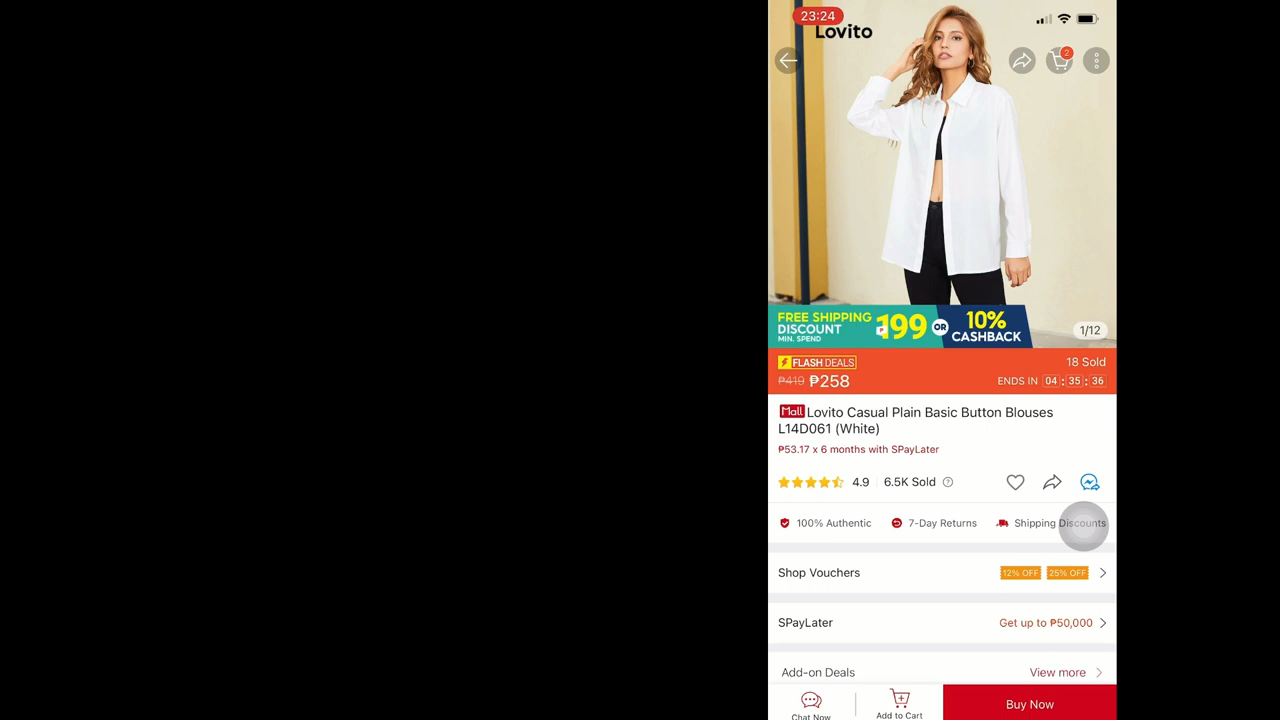 23:24
Lovito
2
FREE SHIPPING
DISCOUNT
MIN. SPEND
₱199
OR
10%
CASHBACK
1/12
FLASH DEALS
18 Sold
₱419 ₱258
ENDS IN 04 : 35 : 36
Mall Lovito Casual Plain Basic Button Blouses
L14D061 (White)
₱53.17 x 6 months with SPayLater
4.9 6.5K Sold ?
100% Authentic 7-Day Returns Shipping Discounts
Shop Vouchers 12% OFF 25% OFF
SPayLater Get up to ₱50,000
Add-on Deals View more
Chat Now Add to Cart Buy Now